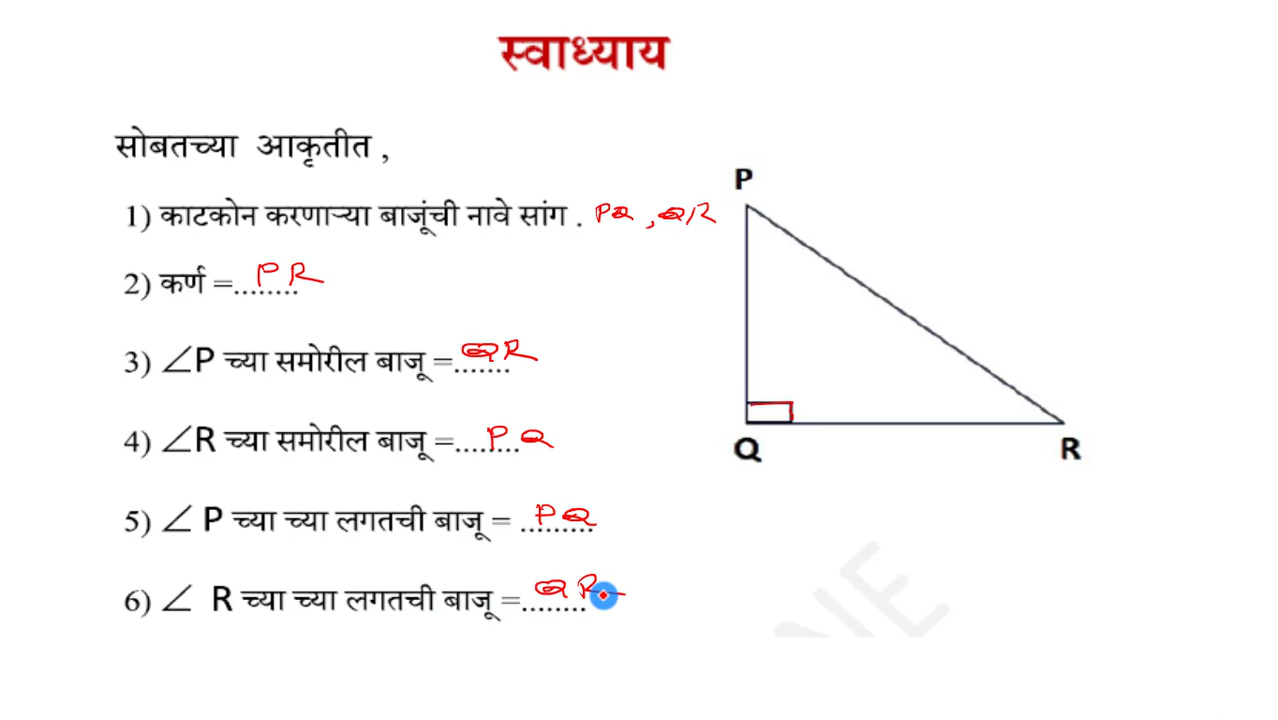 स्वाध्याय
सोबतच्या आकृतीत ,
1) काटकोन करणाऱ्या बाजूंची नावे सांग . PQ , QR
2) कर्ण =........ PR
3) ∠P च्या समोरील बाजू =....... QR
4) ∠R च्या समोरील बाजू =........ PQ
5) ∠ P च्या च्या लगतची बाजू = ......... PQ
6) ∠ R च्या च्या लगतची बाजू =........ QR
P
Q
R